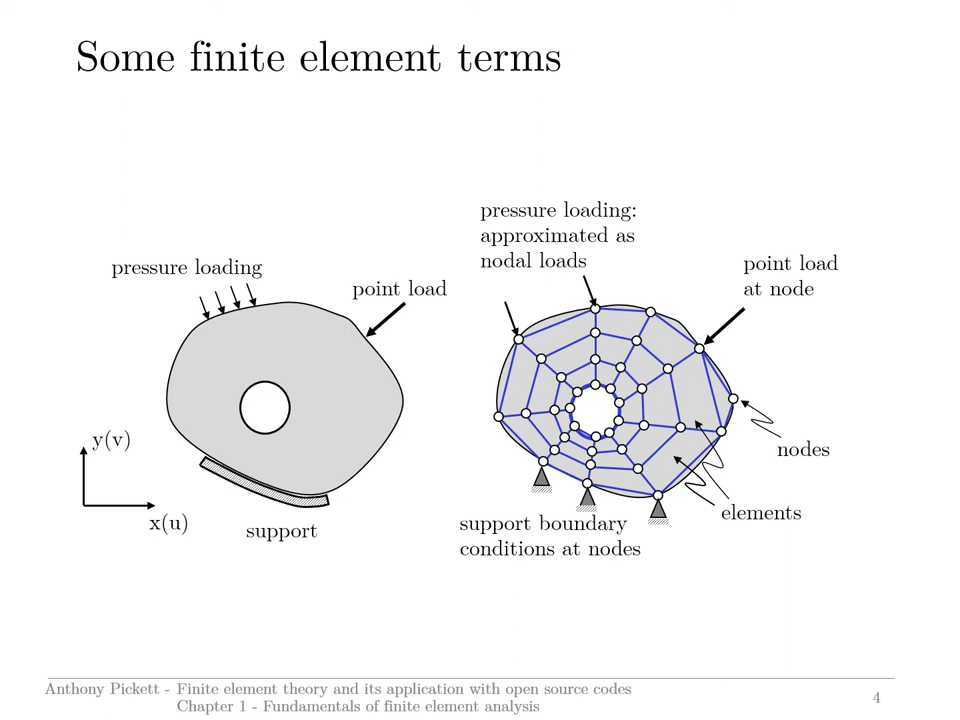 Some finite element terms
pressure loading
point load
y(v)
x(u)
support
pressure loading:
approximated as
nodal loads
point load
at node
nodes
elements
support boundary
conditions at nodes
Anthony Pickett - Finite element theory and its application with open source codes
Chapter 1 - Fundamentals of finite element analysis
4